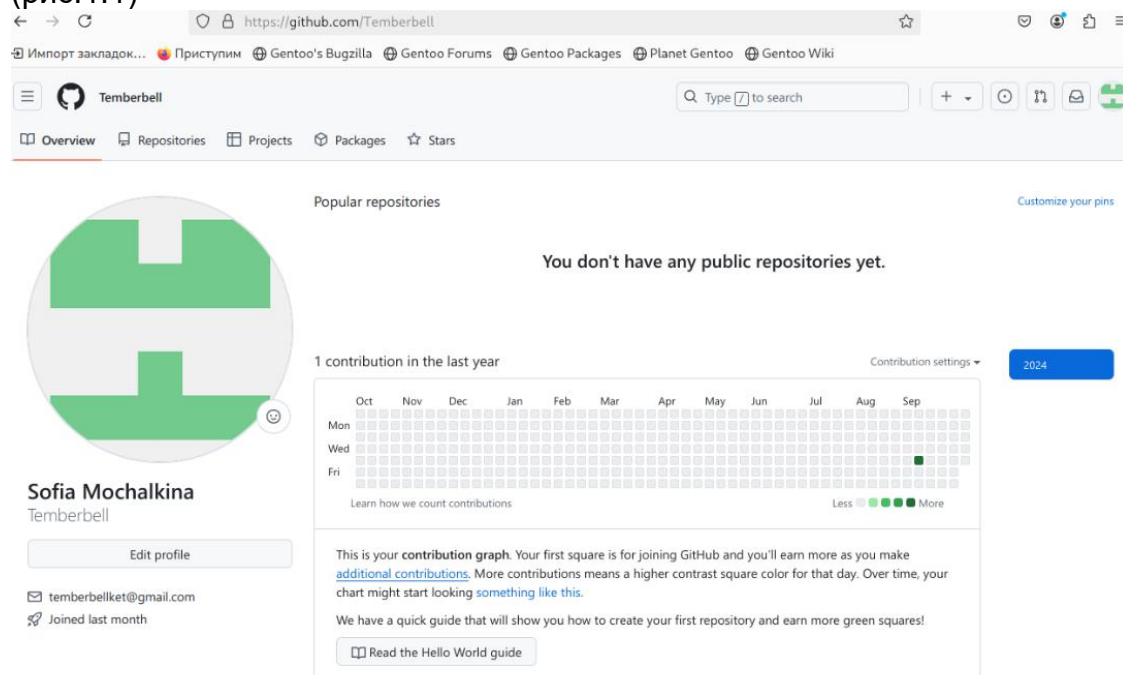 (рис.1.1)
https://github.com/Temberbell
Импорт закладок... Приступим Gentoo's Bugzilla Gentoo Forums Gentoo Packages Planet Gentoo Gentoo Wiki
Temberbell
Type / to search
Overview Repositories Projects Packages Stars
Popular repositories
Customize your pins
You don't have any public repositories yet.
1 contribution in the last year
Contribution settings
2024
Oct Nov Dec Jan Feb Mar Apr May Jun Jul Aug Sep
Mon
Wed
Fri
Learn how we count contributions
Less More
Sofia Mochalkina
Temberbell
Edit profile
temberbellket@gmail.com
Joined last month
This is your contribution graph. Your first square is for joining GitHub and you'll earn more as you make
additional contributions. More contributions means a higher contrast square color for that day. Over time, your
chart might start looking something like this.
We have a quick guide that will show you how to create your first repository and earn more green squares!
Read the Hello World guide